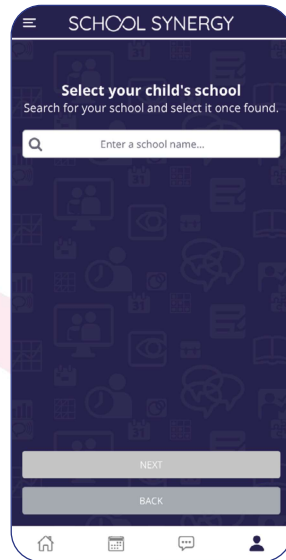 SCHOOL SYNERGY
Select your child's school
Search for your school and select it once found.
Enter a school name...
NEXT
BACK